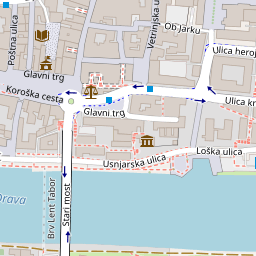 Poštna ulica
Vetrinjska ulica
Ob jarku
Ulica heroj
Glavni trg
Koroška cesta
Glavni trg
Ulica kr
Usnjarska ulica
Loška ulica
Drava
Brv Lent Tabor
Stari most